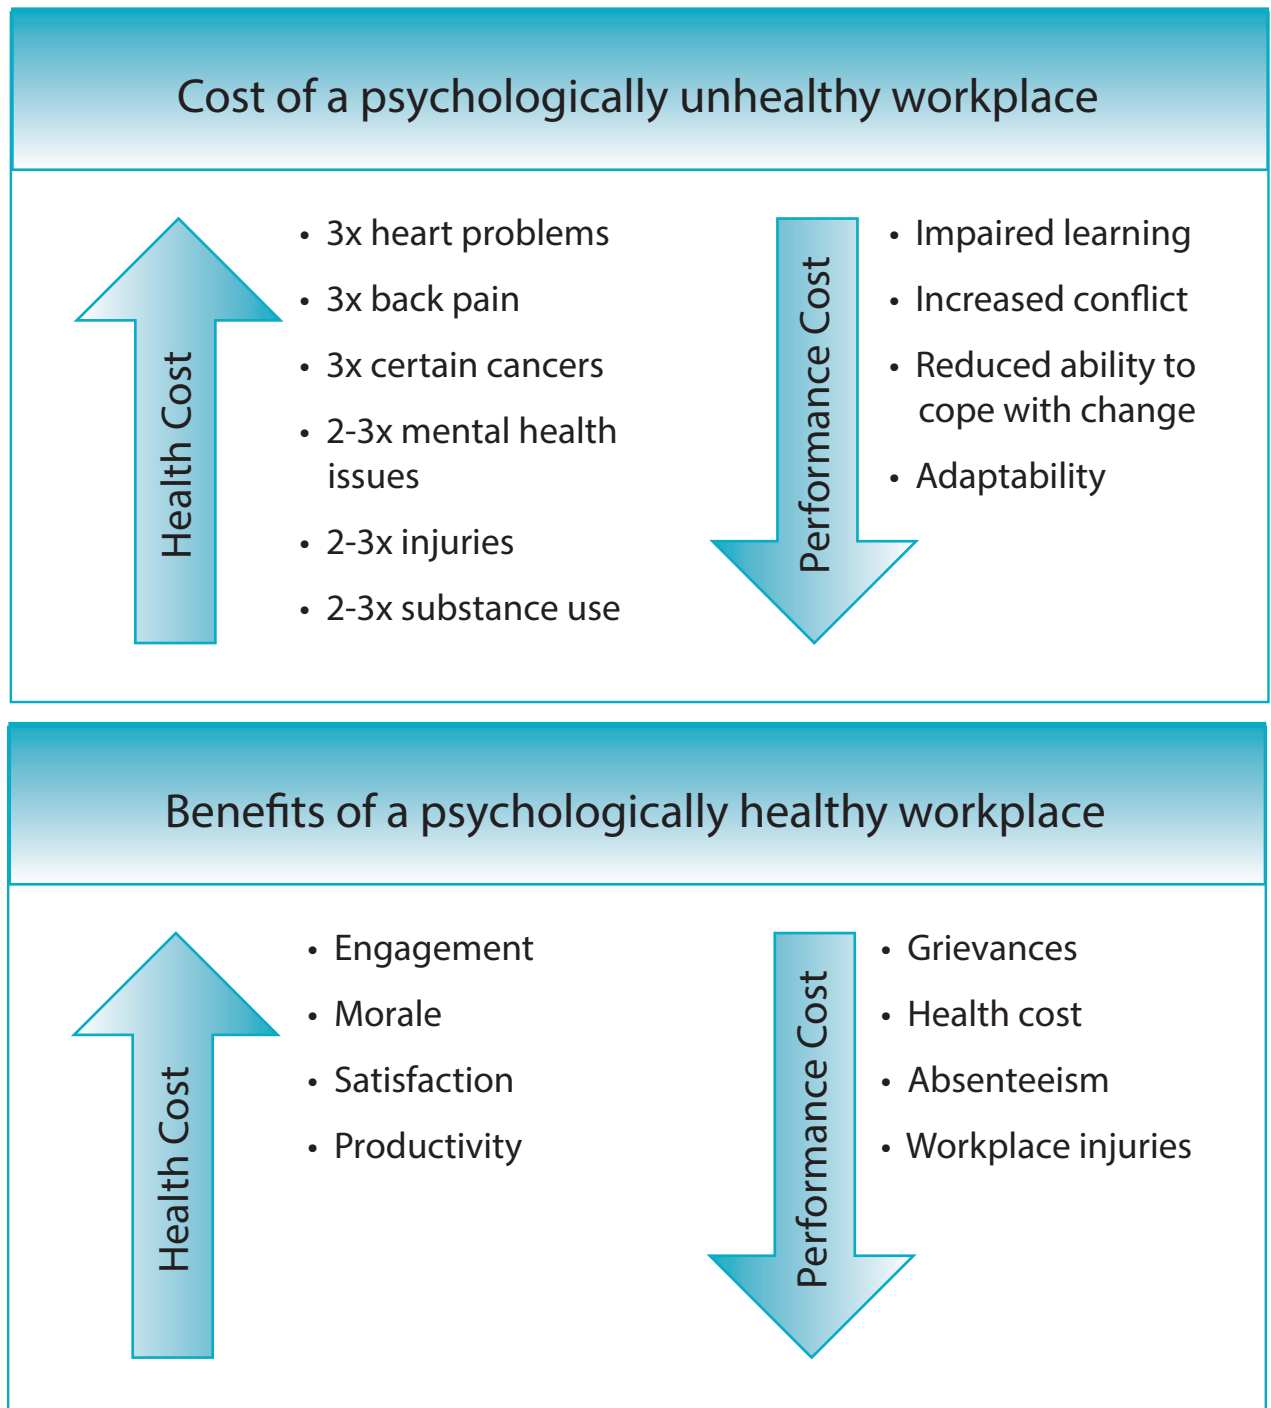 Cost of a psychologically unhealthy workplace
Health Cost
• 3x heart problems
• 3x back pain
• 3x certain cancers
• 2-3x mental health
issues
• 2-3x injuries
• 2-3x substance use
Performance Cost
• Impaired learning
• Increased conflict
• Reduced ability to
cope with change
• Adaptability
Benefits of a psychologically healthy workplace
Health Cost
• Engagement
• Morale
• Satisfaction
• Productivity
Performance Cost
• Grievances
• Health cost
• Absenteeism
• Workplace injuries